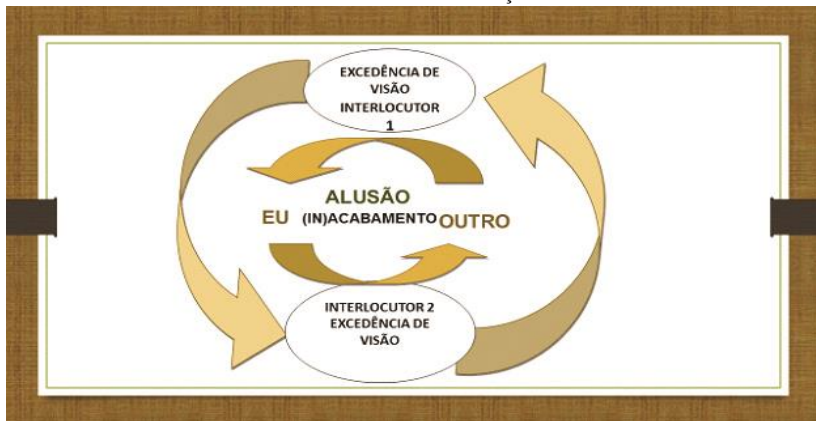 EXCEDÊNCIA DE
VISÃO
INTERLOCUTOR
1
ALUSÃO
EU (IN)ACABAMENTO OUTRO
INTERLOCUTOR 2
EXCEDÊNCIA DE
VISÃO